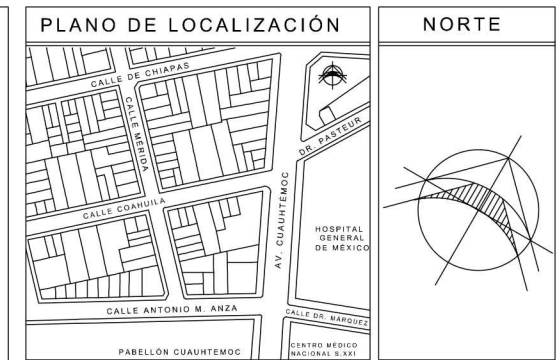 PLANO DE LOCALIZACIÓN
NORTE
CALLE DE CHIAPAS
CALLE MÉRIDA
DR. PASTEUR
AV. CUAUHTÉMOC
CALLE COAHUILA
HOSPITAL
GENERAL
DE MÉXICO
CALLE ANTONIO M. ANZA
CALLE DR. MÁRQUEZ
PABELLÓN CUAUHTEMOC
CENTRO MÉDICO
NACIONAL S.XXI